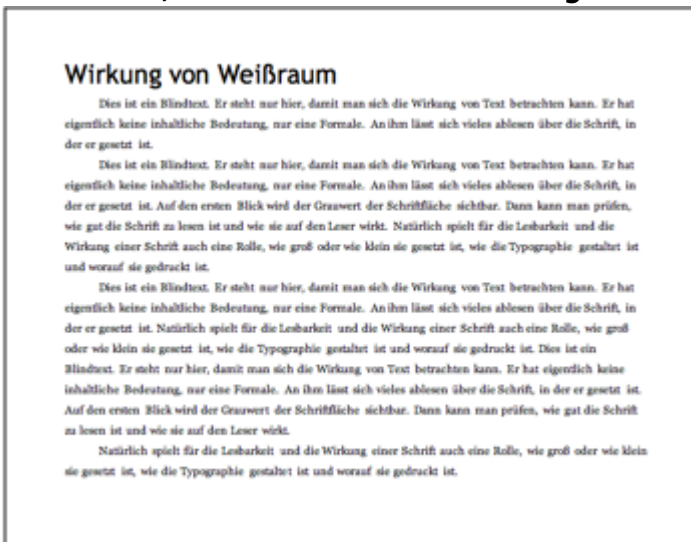 Wirkung von Weißraum
Dies ist ein Blindtext. Er steht nur hier, damit man sich die Wirkung von Text betrachten kann. Er hat
eigentlich keine inhaltliche Bedeutung, nur eine Formale. An ihm lässt sich vieles ablesen über die Schrift, in
der er gesetzt ist.
Dies ist ein Blindtext. Er steht nur hier, damit man sich die Wirkung von Text betrachten kann. Er hat
eigentlich keine inhaltliche Bedeutung, nur eine Formale. An ihm lässt sich vieles ablesen über die Schrift, in
der er gesetzt ist. Auf den ersten Blick wird der Grauwert der Schriftfläche sichtbar. Dann kann man prüfen,
wie gut die Schrift zu lesen ist und wie sie auf den Leser wirkt. Natürlich spielt für die Lesbarkeit und die
Wirkung einer Schrift auch eine Rolle, wie groß oder wie klein sie gesetzt ist, wie die Typographie gestaltet ist
und worauf sie gedruckt ist.
Dies ist ein Blindtext. Er steht nur hier, damit man sich die Wirkung von Text betrachten kann. Er hat
eigentlich keine inhaltliche Bedeutung, nur eine Formale. An ihm lässt sich vieles ablesen über die Schrift, in
der er gesetzt ist. Natürlich spielt für die Lesbarkeit und die Wirkung einer Schrift auch eine Rolle, wie groß
oder wie klein sie gesetzt ist, wie die Typographie gestaltet ist und worauf sie gedruckt ist. Dies ist ein
Blindtext. Er steht nur hier, damit man sich die Wirkung von Text betrachten kann. Er hat eigentlich keine
inhaltliche Bedeutung, nur eine Formale. An ihm lässt sich vieles ablesen über die Schrift, in der er gesetzt ist.
Auf den ersten Blick wird der Grauwert der Schriftfläche sichtbar. Dann kann man prüfen, wie gut die Schrift
zu lesen ist und wie sie auf den Leser wirkt.
Natürlich spielt für die Lesbarkeit und die Wirkung einer Schrift auch eine Rolle, wie groß oder wie klein
sie gesetzt ist, wie die Typographie gestaltet ist und worauf sie gedruckt ist.